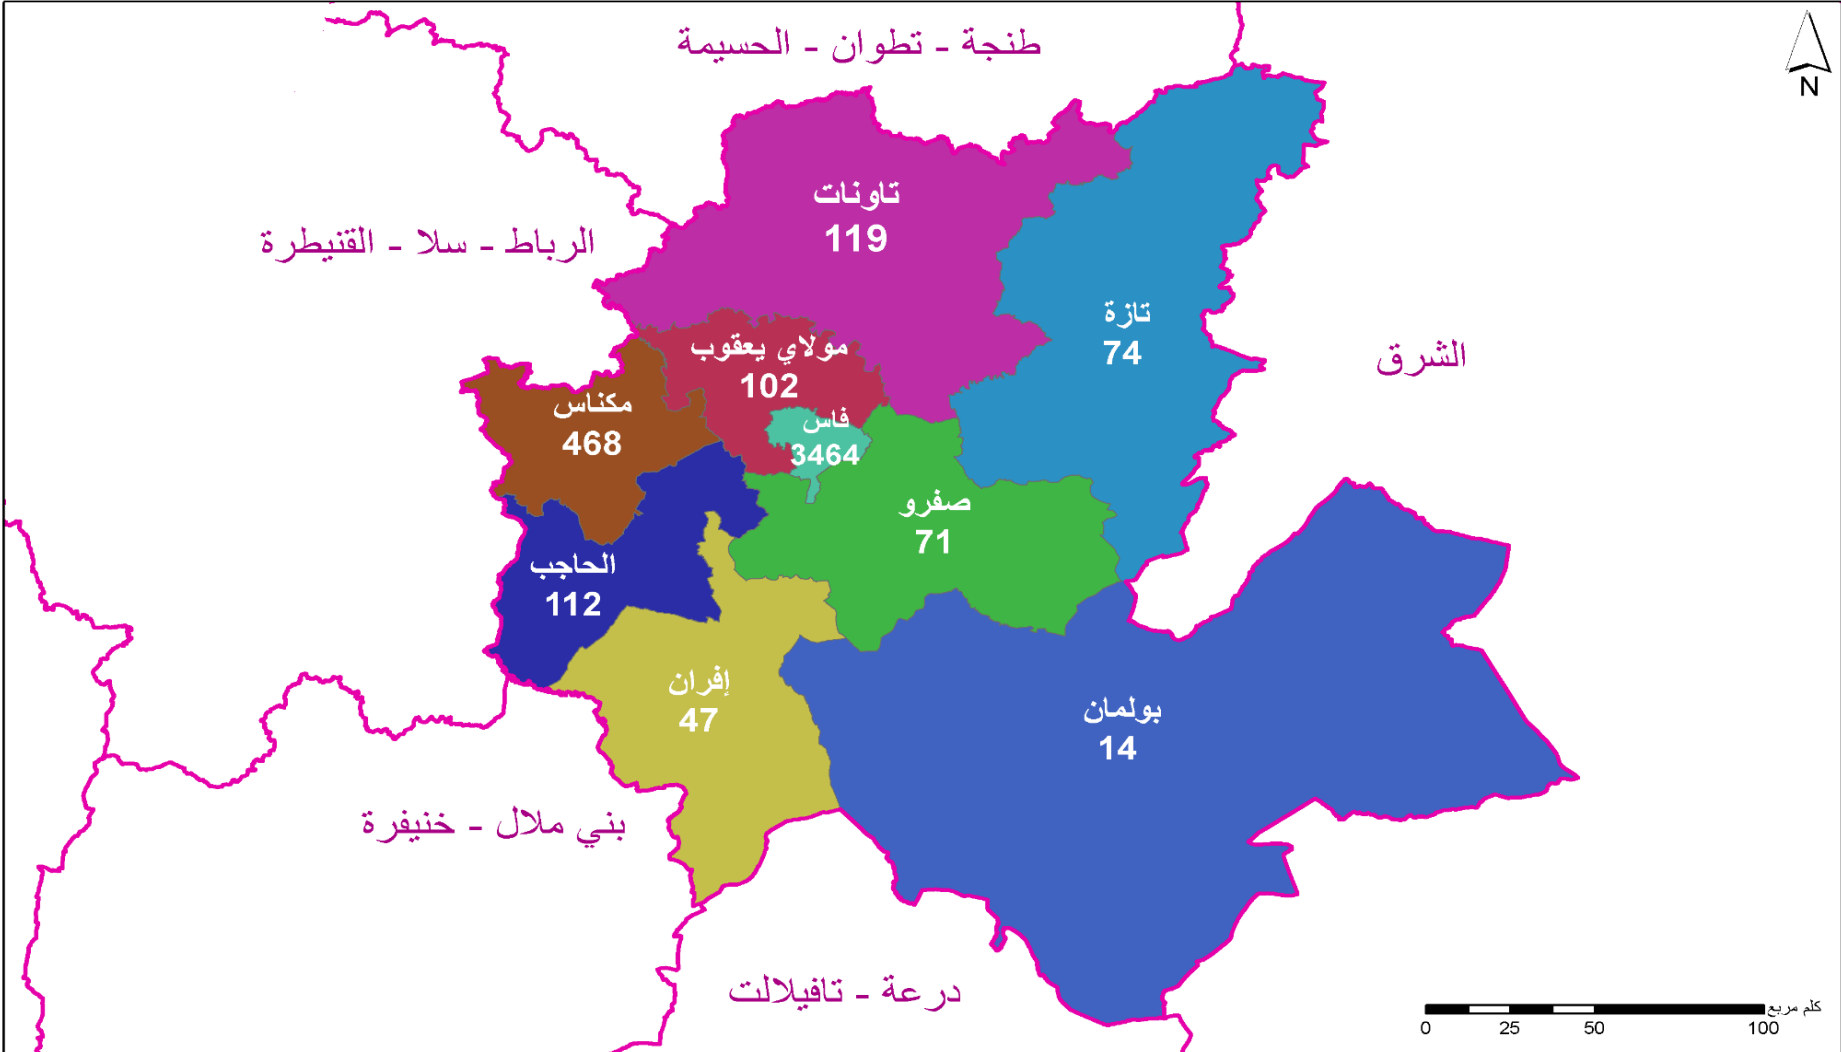 طنجة - تطوان - الحسيمة
N
تاونات
119
الرباط - سلا - القنيطرة
تازة
74
الشرق
مولاي يعقوب
102
مكناس
468
فاس
3464
صفرو
71
الحاجب
112
إفران
47
بولمان
14
بني ملال - خنيفرة
درعة - تافيلالت
كلم مربع
0 25 50 100